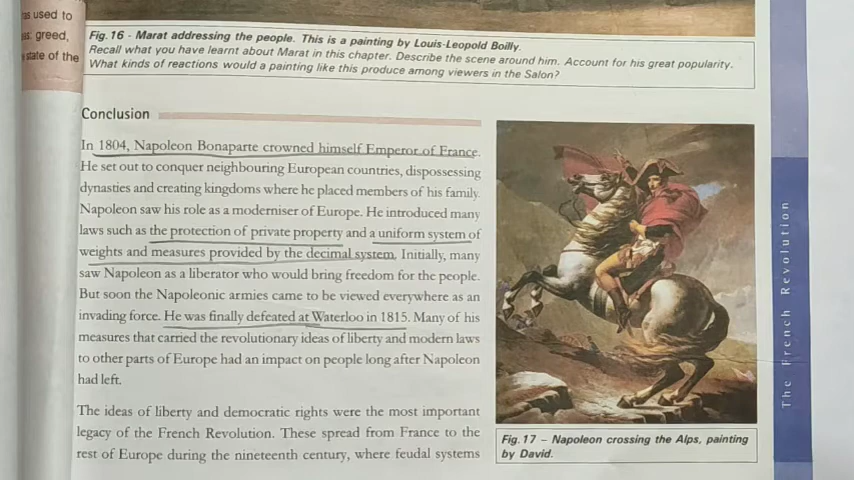 as used to
as: greed,
state of the
Fig.16 - Marat addressing the people. This is a painting by Louis-Leopold Boilly.
Recall what you have learnt about Marat in this chapter. Describe the scene around him. Account for his great popularity.
What kinds of reactions would a painting like this produce among viewers in the Salon?
Conclusion
In 1804, Napoleon Bonaparte crowned himself Emperor of France.
He set out to conquer neighbouring European countries, dispossessing
dynasties and creating kingdoms where he placed members of his family.
Napoleon saw his role as a moderniser of Europe. He introduced many
laws such as the protection of private property and a uniform system of
weights and measures provided by the decimal system. Initially, many
saw Napoleon as a liberator who would bring freedom for the people.
But soon the Napoleonic armies came to be viewed everywhere as an
invading force. He was finally defeated at Waterloo in 1815. Many of his
measures that carried the revolutionary ideas of liberty and modern laws
to other parts of Europe had an impact on people long after Napoleon
had left.
The ideas of liberty and democratic rights were the most important
legacy of the French Revolution. These spread from France to the
rest of Europe during the nineteenth century, where feudal systems
Fig.17 – Napoleon crossing the Alps, painting
by David.
The French Revolution